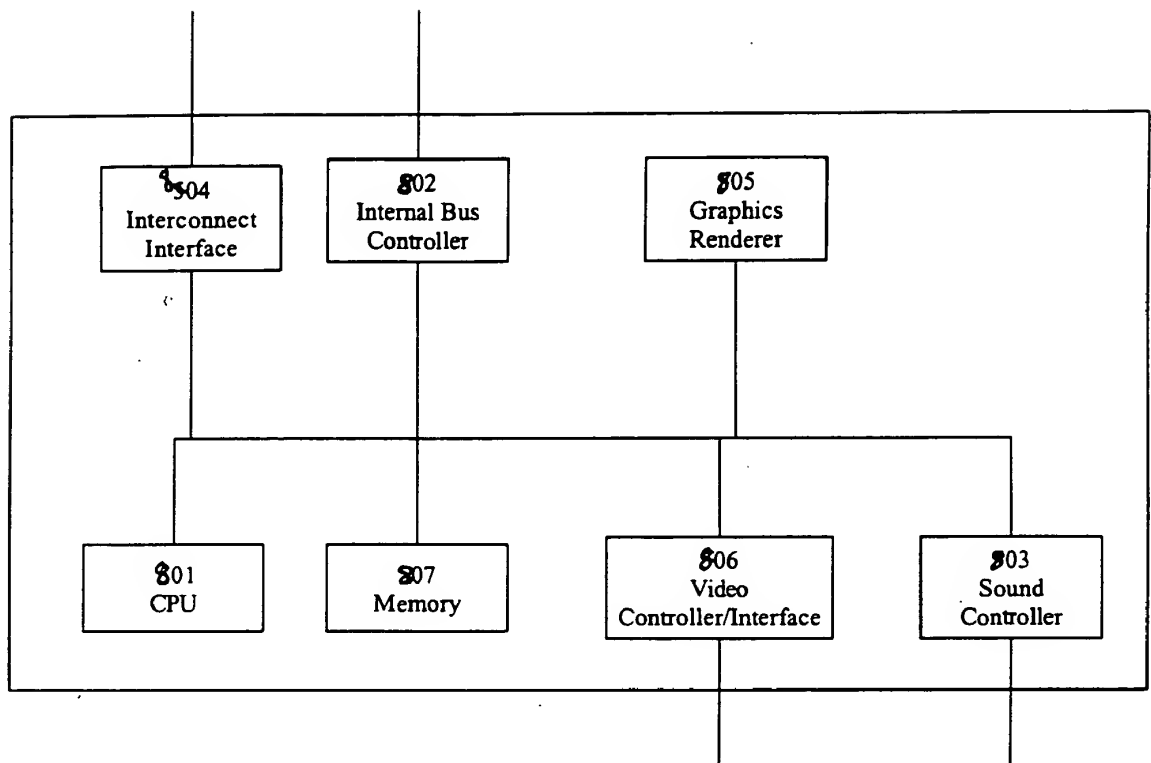 804
Interconnect
Interface
802
Internal Bus
Controller
805
Graphics
Renderer
801
CPU
807
Memory
806
Video
Controller/Interface
803
Sound
Controller